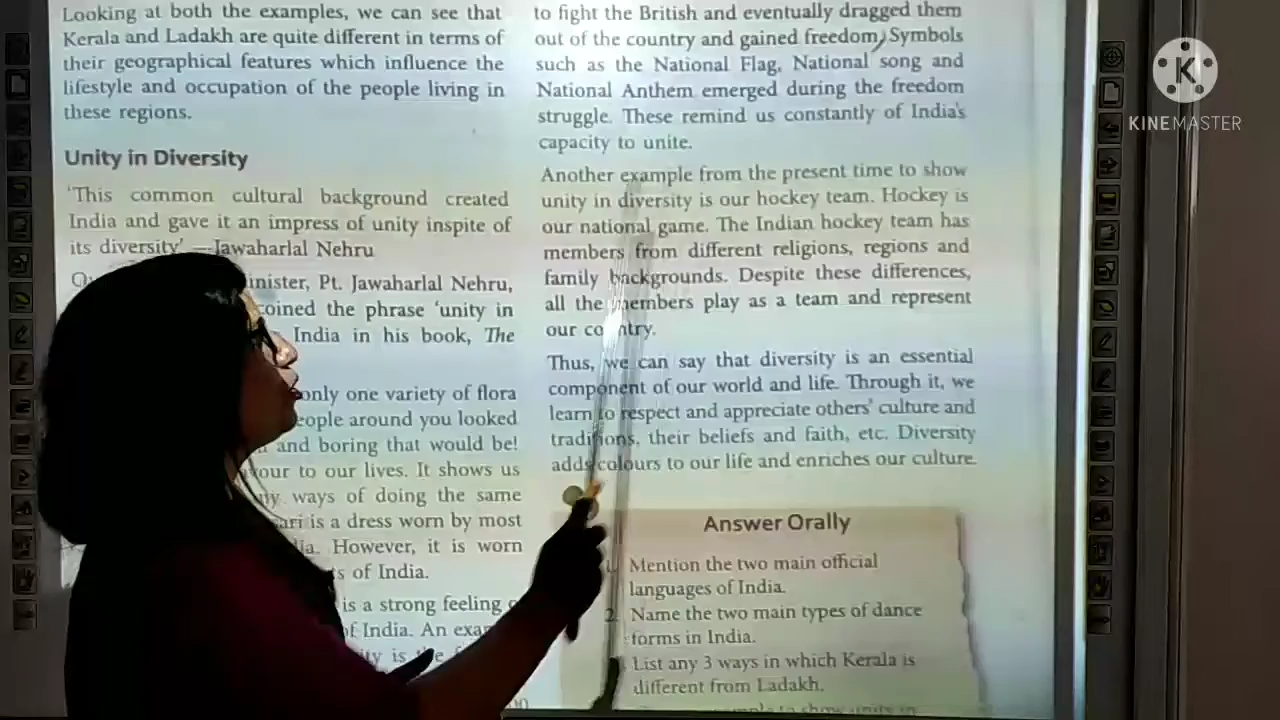 Looking at both the examples, we can see that
Kerala and Ladakh are quite different in terms of
their geographical features which influence the
lifestyle and occupation of the people living in
these regions.
Unity in Diversity
'This common cultural background created
India and gave it an impress of unity inspite of
its diversity' —Jawaharlal Nehru
inister, Pt. Jawaharlal Nehru,
oined the phrase 'unity in
India in his book, The
only one variety of flora
eople around you looked
and boring that would be!
our to our lives. It shows us
ways of doing the same
ari is a dress worn by most
However, it is worn
s of India.
is a strong feeling
of India. An
ity is the
to fight the British and eventually dragged them
out of the country and gained freedom. Symbols
such as the National Flag, National song and
National Anthem emerged during the freedom
struggle. These remind us constantly of India's
capacity to unite.
Another example from the present time to show
unity in diversity is our hockey team. Hockey is
our national game. The Indian hockey team has
members from different religions, regions and
family backgrounds. Despite these differences,
all the members play as a team and represent
our country.
Thus, we can say that diversity is an essential
component of our world and life. Through it, we
learn to respect and appreciate others' culture and
traditions, their beliefs and faith, etc. Diversity
adds colours to our life and enriches our culture.
Answer Orally
Mention the two main official
languages of India.
2. Name the two main types of dance
forms in India.
List any 3 ways in which Kerala is
different from Ladakh.
to show unity in
K
KINEMASTER